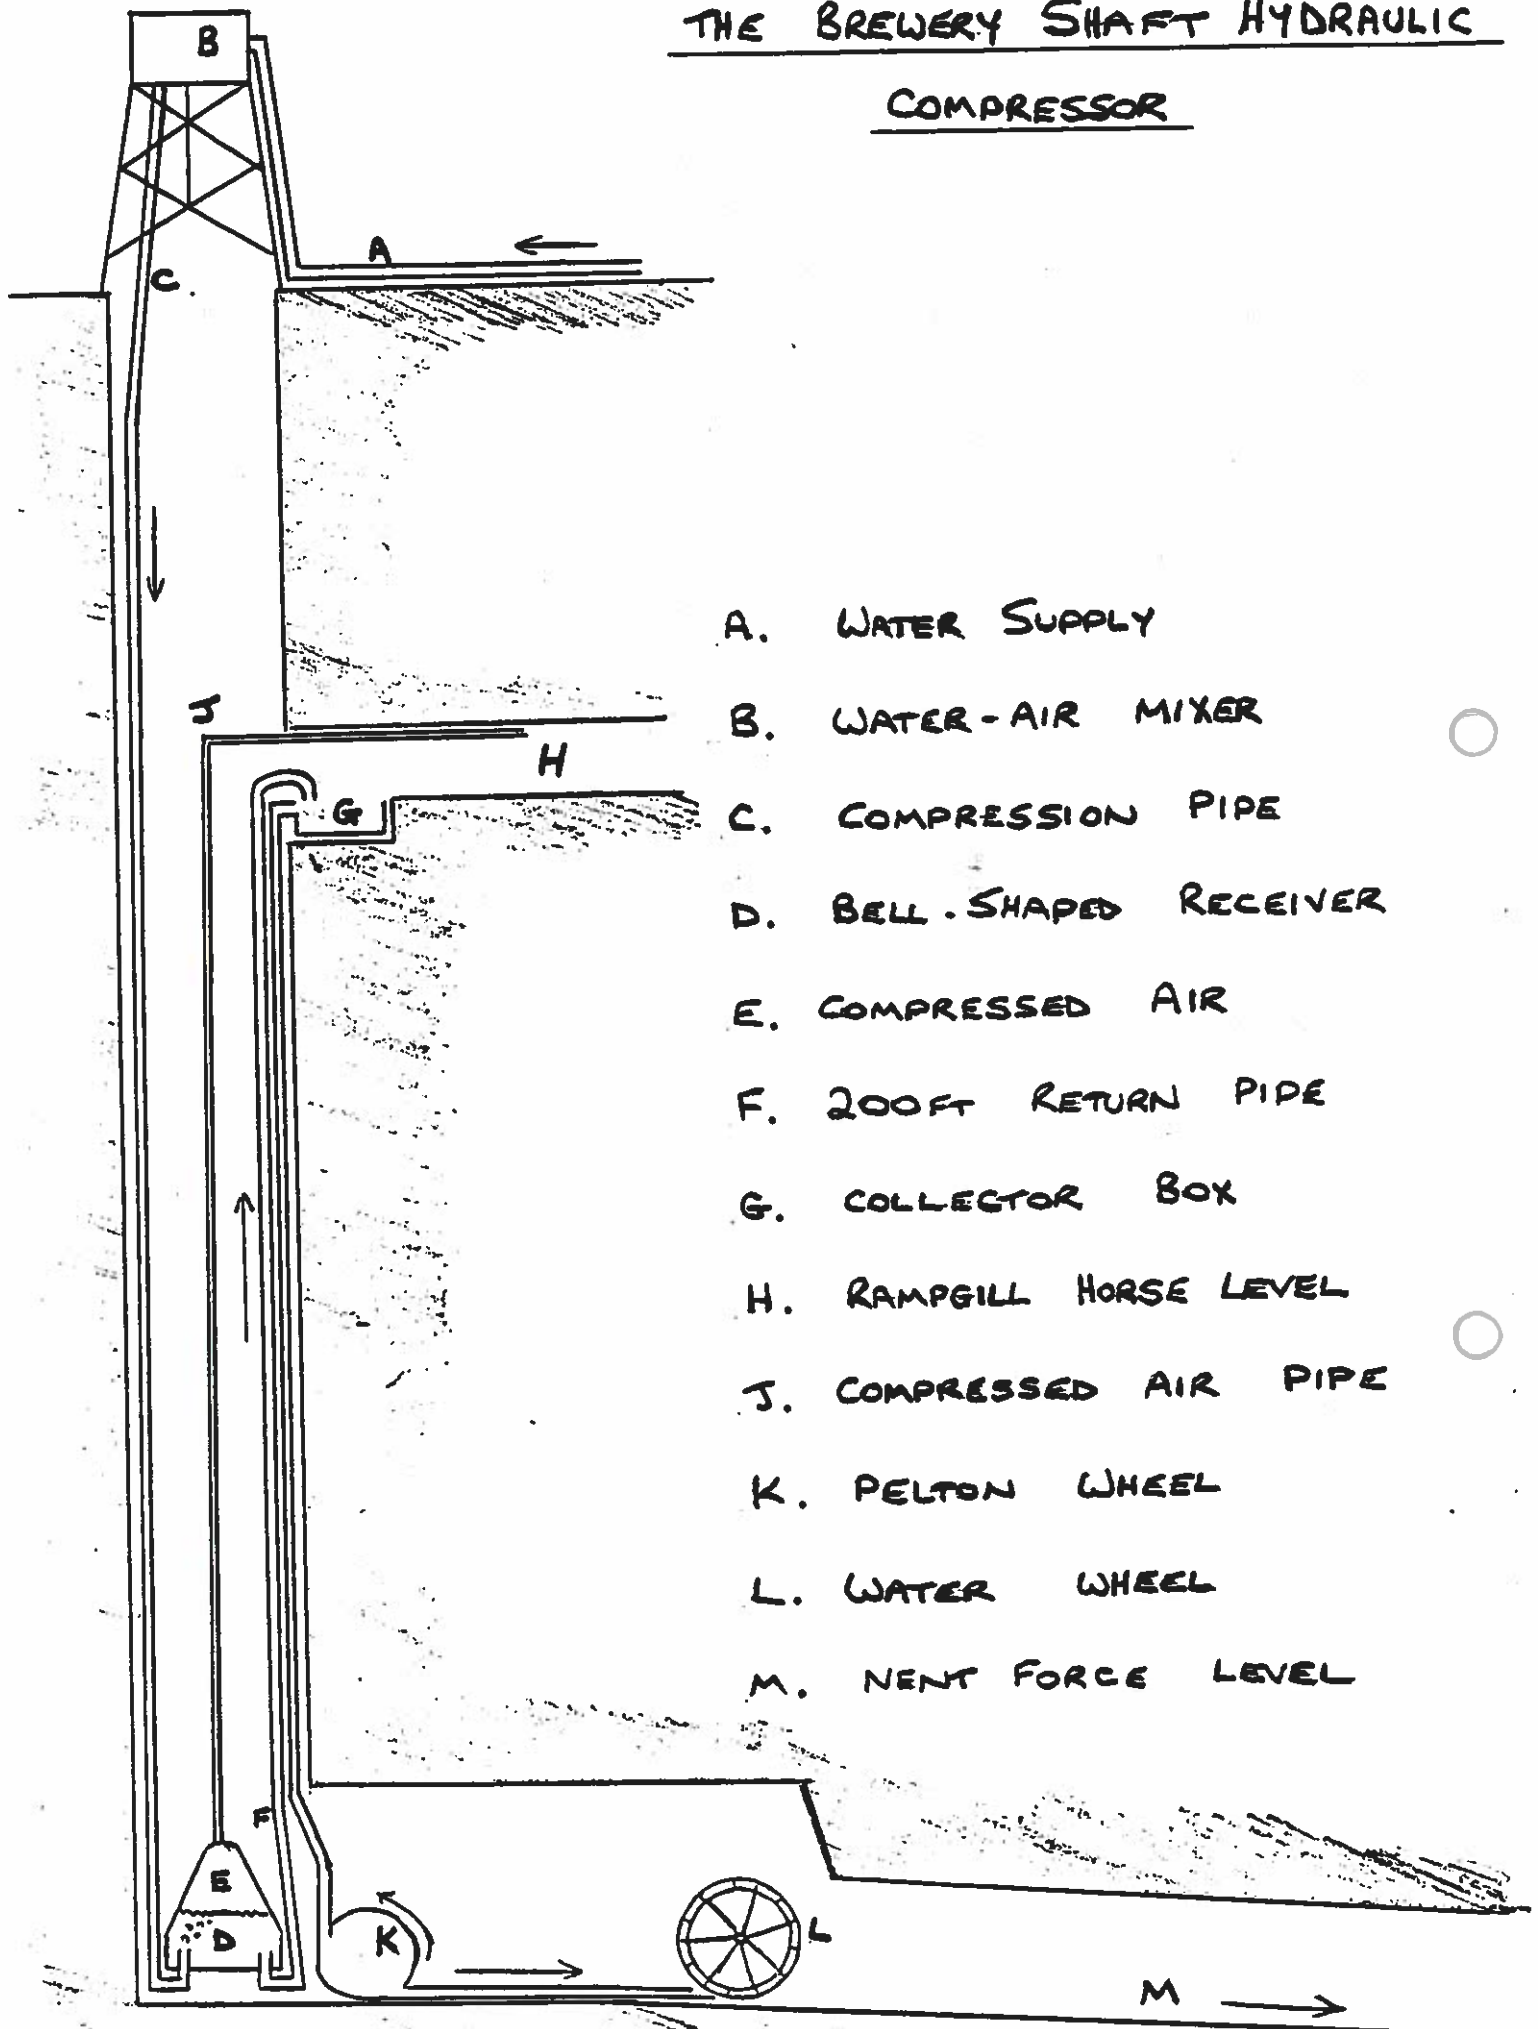 THE BREWERY SHAFT HYDRAULIC
COMPRESSOR
B
A
C
J
H
G
A. WATER SUPPLY
B. WATER-AIR MIXER
C. COMPRESSION PIPE
D. BELL-SHAPED RECEIVER
E. COMPRESSED AIR
F. 200FT RETURN PIPE
G. COLLECTOR BOX
H. RAMPGILL HORSE LEVEL
J. COMPRESSED AIR PIPE
K. PELTON WHEEL
L. WATER WHEEL
M. NENT FORCE LEVEL
F
E
D
K
L
M